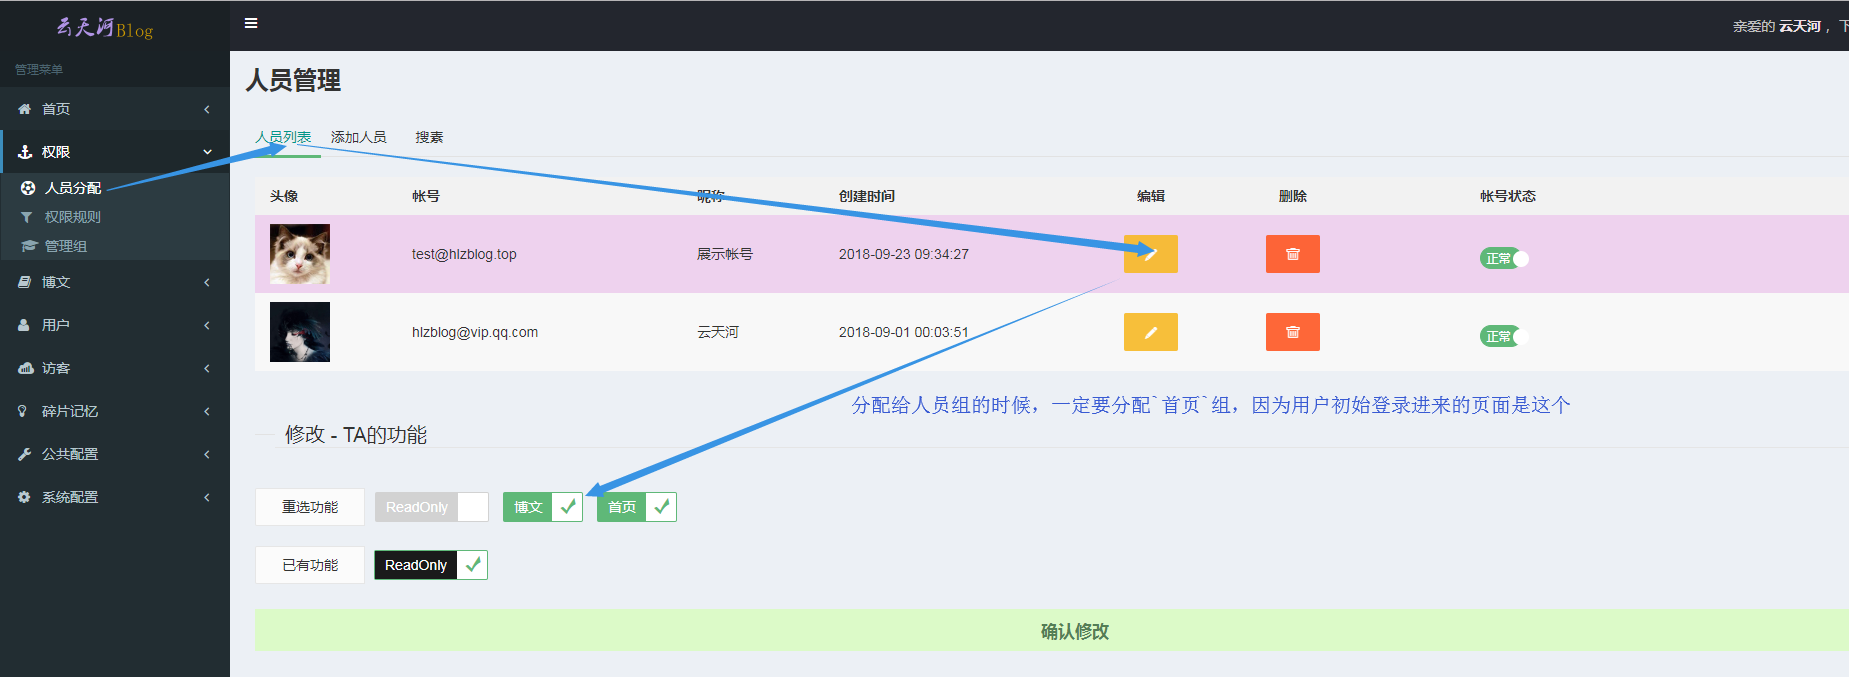 云天河Blog
亲爱的 云天河，下
管理菜单
首页
权限
人员分配
权限规则
管理组
博文
用户
访客
碎片记忆
公共配置
系统配置
人员管理
人员列表 添加人员 搜素
头像 帐号 昵称 创建时间 编辑 删除 帐号状态
test@hlzblog.top 展示帐号 2018-09-23 09:34:27 正常
hlzblog@vip.qq.com 云天河 2018-09-01 00:03:51 正常
分配给人员组的时候，一定要分配`首页`组，因为用户初始登录进来的页面是这个
修改 - TA的功能
重选功能 ReadOnly 博文 首页
已有功能 ReadOnly
确认修改